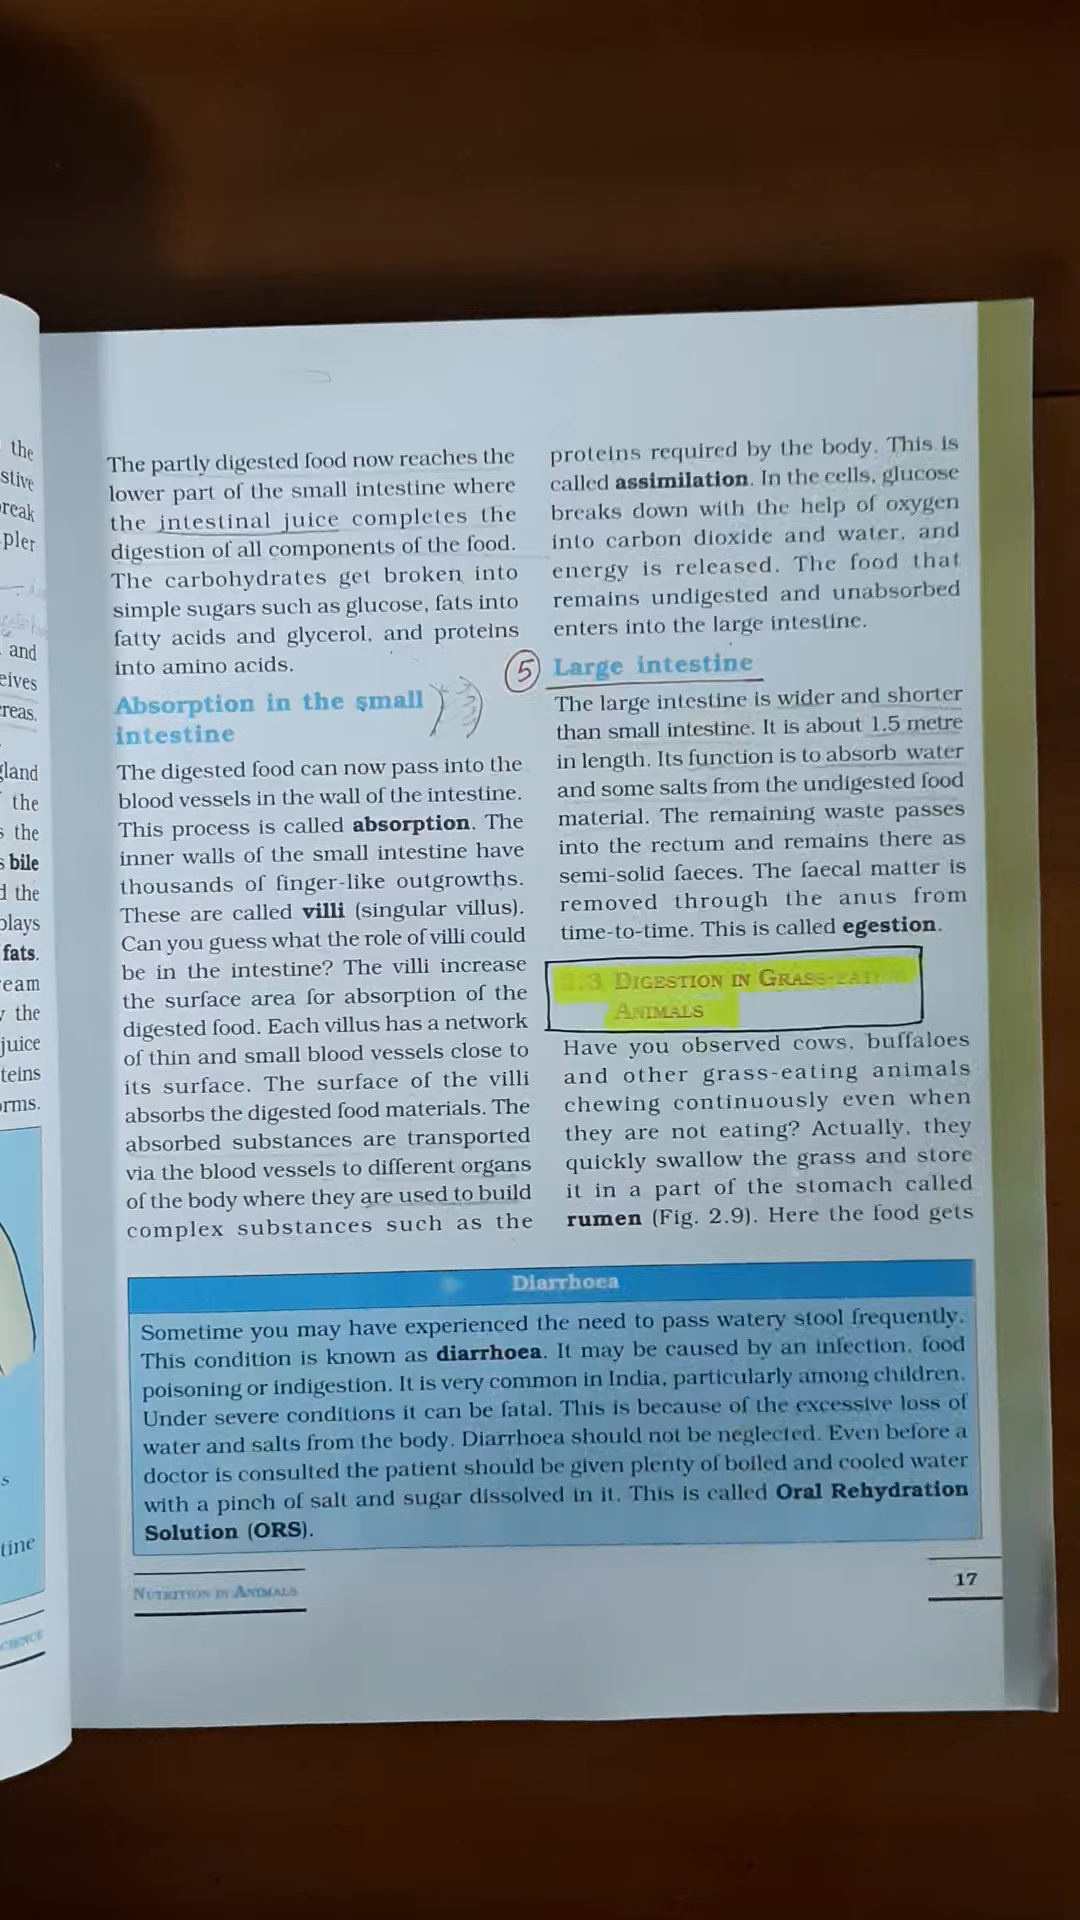 the
stive
reak
pler
and
eives
reas.
gland
the
s the
s bile
d the
plays
fats.
ream
y the
juice
teins
orms.
s
tine
CIENCE
The partly digested food now reaches the
lower part of the small intestine where
the intestinal juice completes the
digestion of all components of the food.
The carbohydrates get broken into
simple sugars such as glucose, fats into
fatty acids and glycerol, and proteins
into amino acids.
Absorption in the small
intestine
The digested food can now pass into the
blood vessels in the wall of the intestine.
This process is called absorption. The
inner walls of the small intestine have
thousands of finger-like outgrowths.
These are called villi (singular villus).
Can you guess what the role of villi could
be in the intestine? The villi increase
the surface area for absorption of the
digested food. Each villus has a network
of thin and small blood vessels close to
its surface. The surface of the villi
absorbs the digested food materials. The
absorbed substances are transported
via the blood vessels to different organs
of the body where they are used to build
complex substances such as the
proteins required by the body. This is
called assimilation. In the cells, glucose
breaks down with the help of oxygen
into carbon dioxide and water, and
energy is released. The food that
remains undigested and unabsorbed
enters into the large intestine.
5 Large intestine
The large intestine is wider and shorter
than small intestine. It is about 1.5 metre
in length. Its function is to absorb water
and some salts from the undigested food
material. The remaining waste passes
into the rectum and remains there as
semi-solid faeces. The faecal matter is
removed through the anus from
time-to-time. This is called egestion.
.3 DIGESTION IN GRASS-EAT
ANIMALS
Have you observed cows, buffaloes
and other grass-eating animals
chewing continuously even when
they are not eating? Actually, they
quickly swallow the grass and store
it in a part of the stomach called
rumen (Fig. 2.9). Here the food gets
Diarrhoea
Sometime you may have experienced the need to pass watery stool frequently.
This condition is known as diarrhoea. It may be caused by an infection, food
poisoning or indigestion. It is very common in India, particularly among children.
Under severe conditions it can be fatal. This is because of the excessive loss of
water and salts from the body. Diarrhoea should not be neglected. Even before a
doctor is consulted the patient should be given plenty of boiled and cooled water
with a pinch of salt and sugar dissolved in it. This is called Oral Rehydration
Solution (ORS).
NUTRITION IN ANIMALS
17